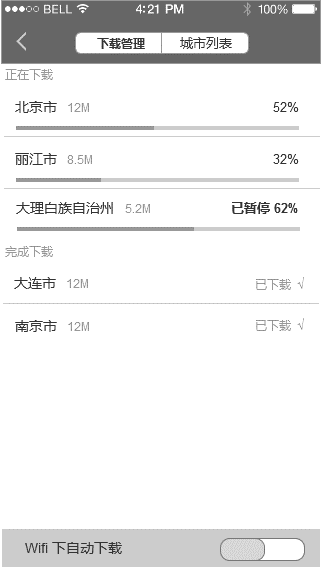 BELL 4:21 PM 100%
下载管理 城市列表
正在下载
北京市 12M 52%
丽江市 8.5M 32%
大理白族自治州 5.2M 已暂停 62%
完成下载
大连市 12M 已下载 √
南京市 12M 已下载 √
Wifi 下自动下载